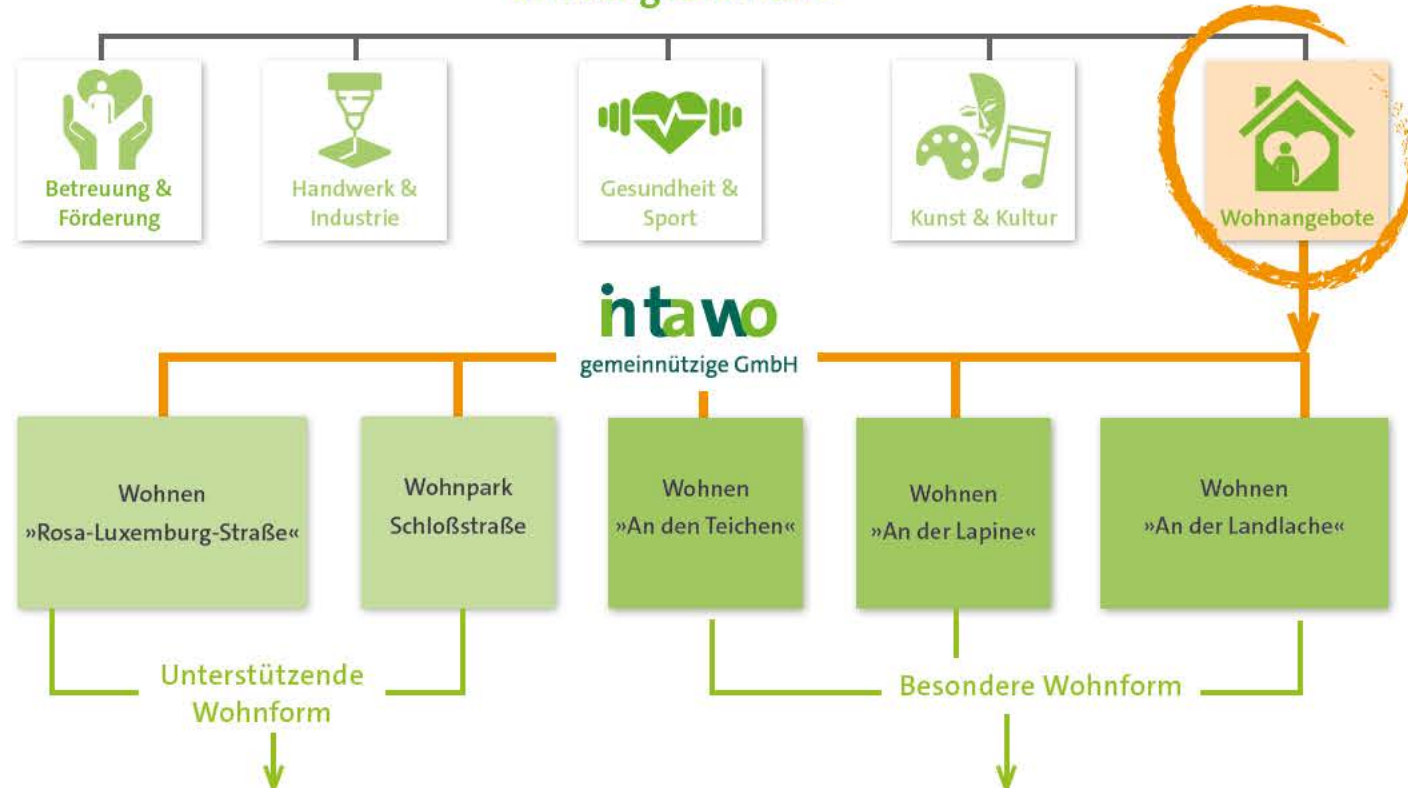 Betreuung &
Förderung
Handwerk &
Industrie
Gesundheit &
Sport
Kunst & Kultur
Wohnangebote
intawo
gemeinnützige GmbH
Wohnen
»Rosa-Luxemburg-Straße«
Wohnpark
Schloßstraße
Wohnen
»An den Teichen«
Wohnen
»An der Lapine«
Wohnen
»An der Landlache«
Unterstützende
Wohnform
Besondere Wohnform